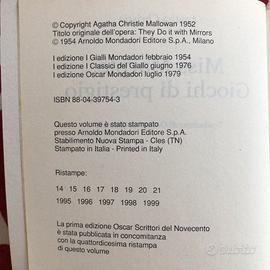 © Copyright Agatha Christie Mallowan 1952
Titolo originale dell'opera: They Do it with Mirrors
© 1954 Arnoldo Mondadori Editore S.p.A., Milano
I edizione I Gialli Mondadori febbraio 1954
I edizione I Classici del Giallo giugno 1976
I edizione Oscar Mondadori luglio 1979
ISBN 88-04-39754-3
Questo volume è stato stampato
presso Arnoldo Mondadori Editore S.p.A.
Stabilimento Nuova Stampa - Cles (TN)
Stampato in Italia - Printed in Italy
Ristampe:
14 15 16 17 18 19 20 21
1995 1996 1997 1998 1999
La prima edizione Oscar Scrittori del Novecento
è stata pubblicata in concomitanza
con la quattordicesima ristampa
di questo volume
subito